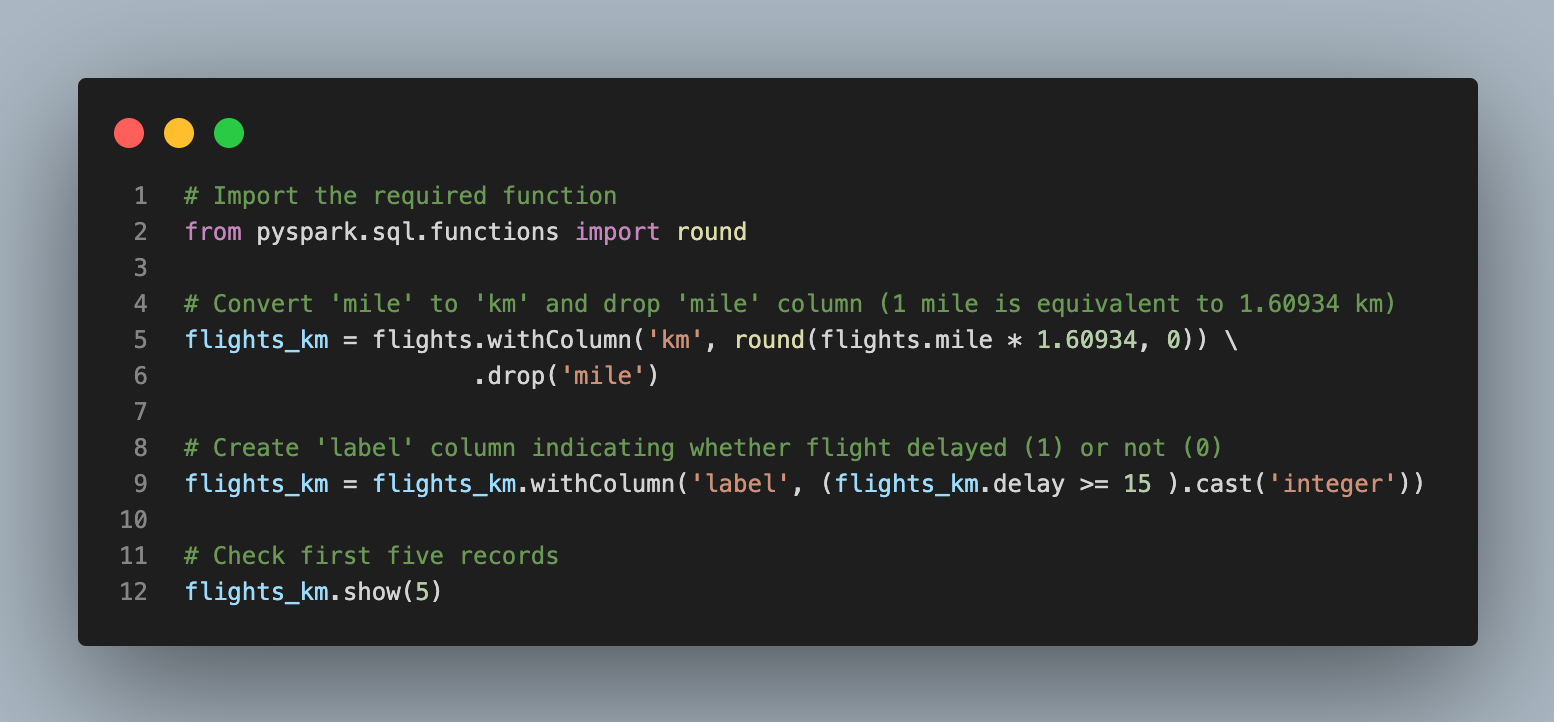 1 # Import the required function
2 from pyspark.sql.functions import round
3
4 # Convert 'mile' to 'km' and drop 'mile' column (1 mile is equivalent to 1.60934 km)
5 flights_km = flights.withColumn('km', round(flights.mile * 1.60934, 0)) \
6                     .drop('mile')
7
8 # Create 'label' column indicating whether flight delayed (1) or not (0)
9 flights_km = flights_km.withColumn('label', (flights_km.delay >= 15 ).cast('integer'))
10
11 # Check first five records
12 flights_km.show(5)